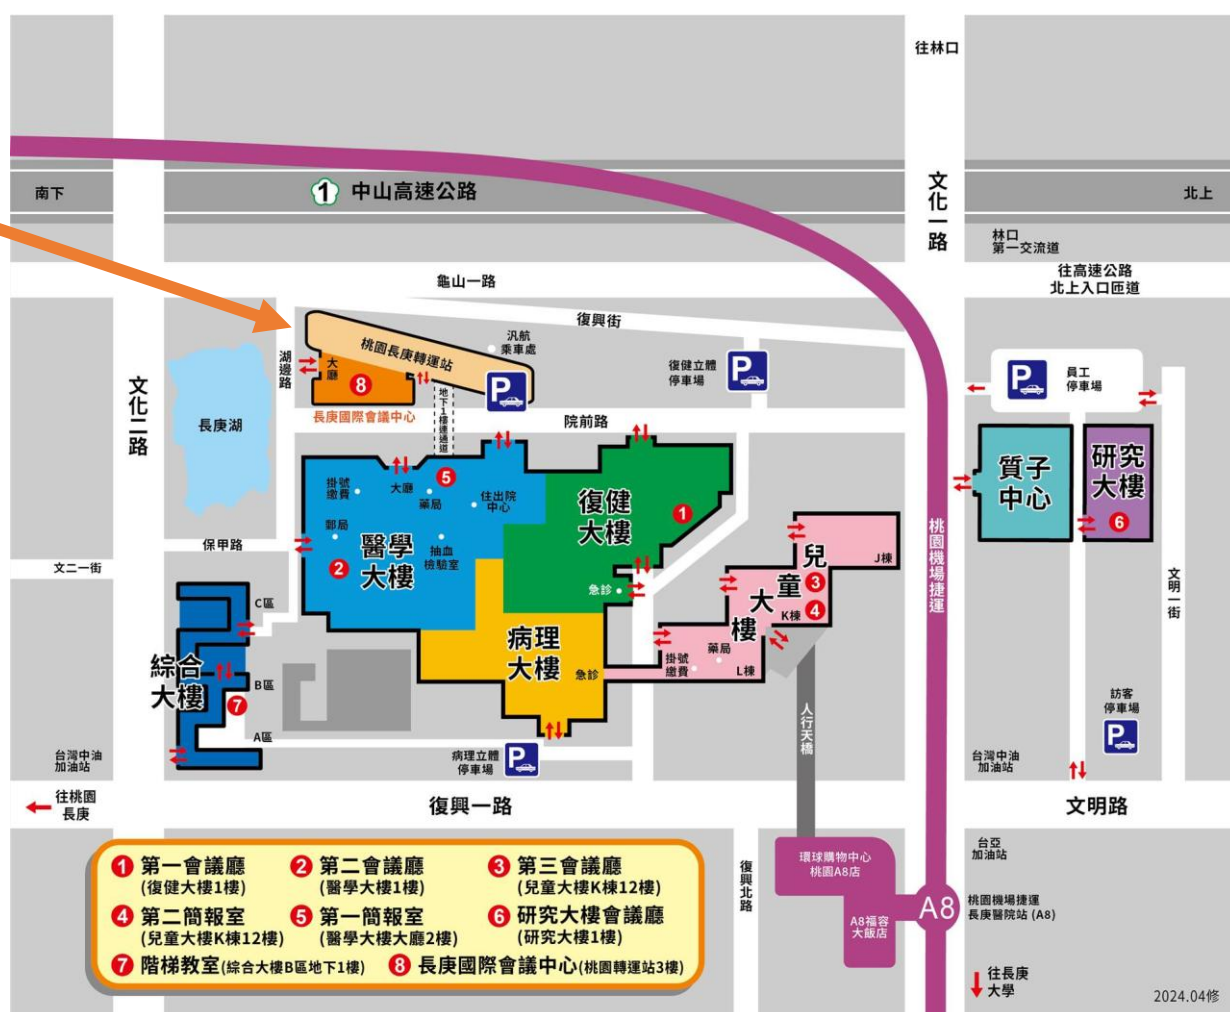 往林口
南下
1 中山高速公路
文化一路
北上
林口
第一交流道
龜山一路
往高速公路
北上入口匝道
復興街
汎航
乘車處
桃園長庚轉運站
湖邊路
大廳
8
P
復健立體
停車場
P
P
員工
停車場
文化二路
長庚湖
長庚國際會議中心
地下1樓連通道
院前路
掛號
繳費
大廳
5
藥局
住出院
中心
復健
大樓
1
質子
中心
研究
大樓
6
郵局
醫學
大樓
2
抽血
檢驗室
保甲路
文二一街
急診
兒童大樓
J棟
3
K棟
4
桃園機場捷運
文明一街
C區
綜合
大樓
B區
7
A區
病理
大樓
急診
掛號
繳費
藥局
L棟
人行天橋
訪客
停車場
P
台灣中油
加油站
病理立體
停車場
P
台灣中油
加油站
往桃園
長庚
復興一路
文明路
1 第一會議廳
(復健大樓1樓)
2 第二會議廳
(醫學大樓1樓)
3 第三會議廳
(兒童大樓K棟12樓)
4 第二簡報室
(兒童大樓K棟12樓)
5 第一簡報室
(醫學大樓大廳2樓)
6 研究大樓會議廳
(研究大樓1樓)
7 階梯教室(綜合大樓B區地下1樓)
8 長庚國際會議中心(桃園轉運站3樓)
復興北路
環球購物中心
桃園A8店
A8福容
大飯店
A8
台亞
加油站
桃園機場捷運
長庚醫院站 (A8)
往長庚
大學
2024.04修